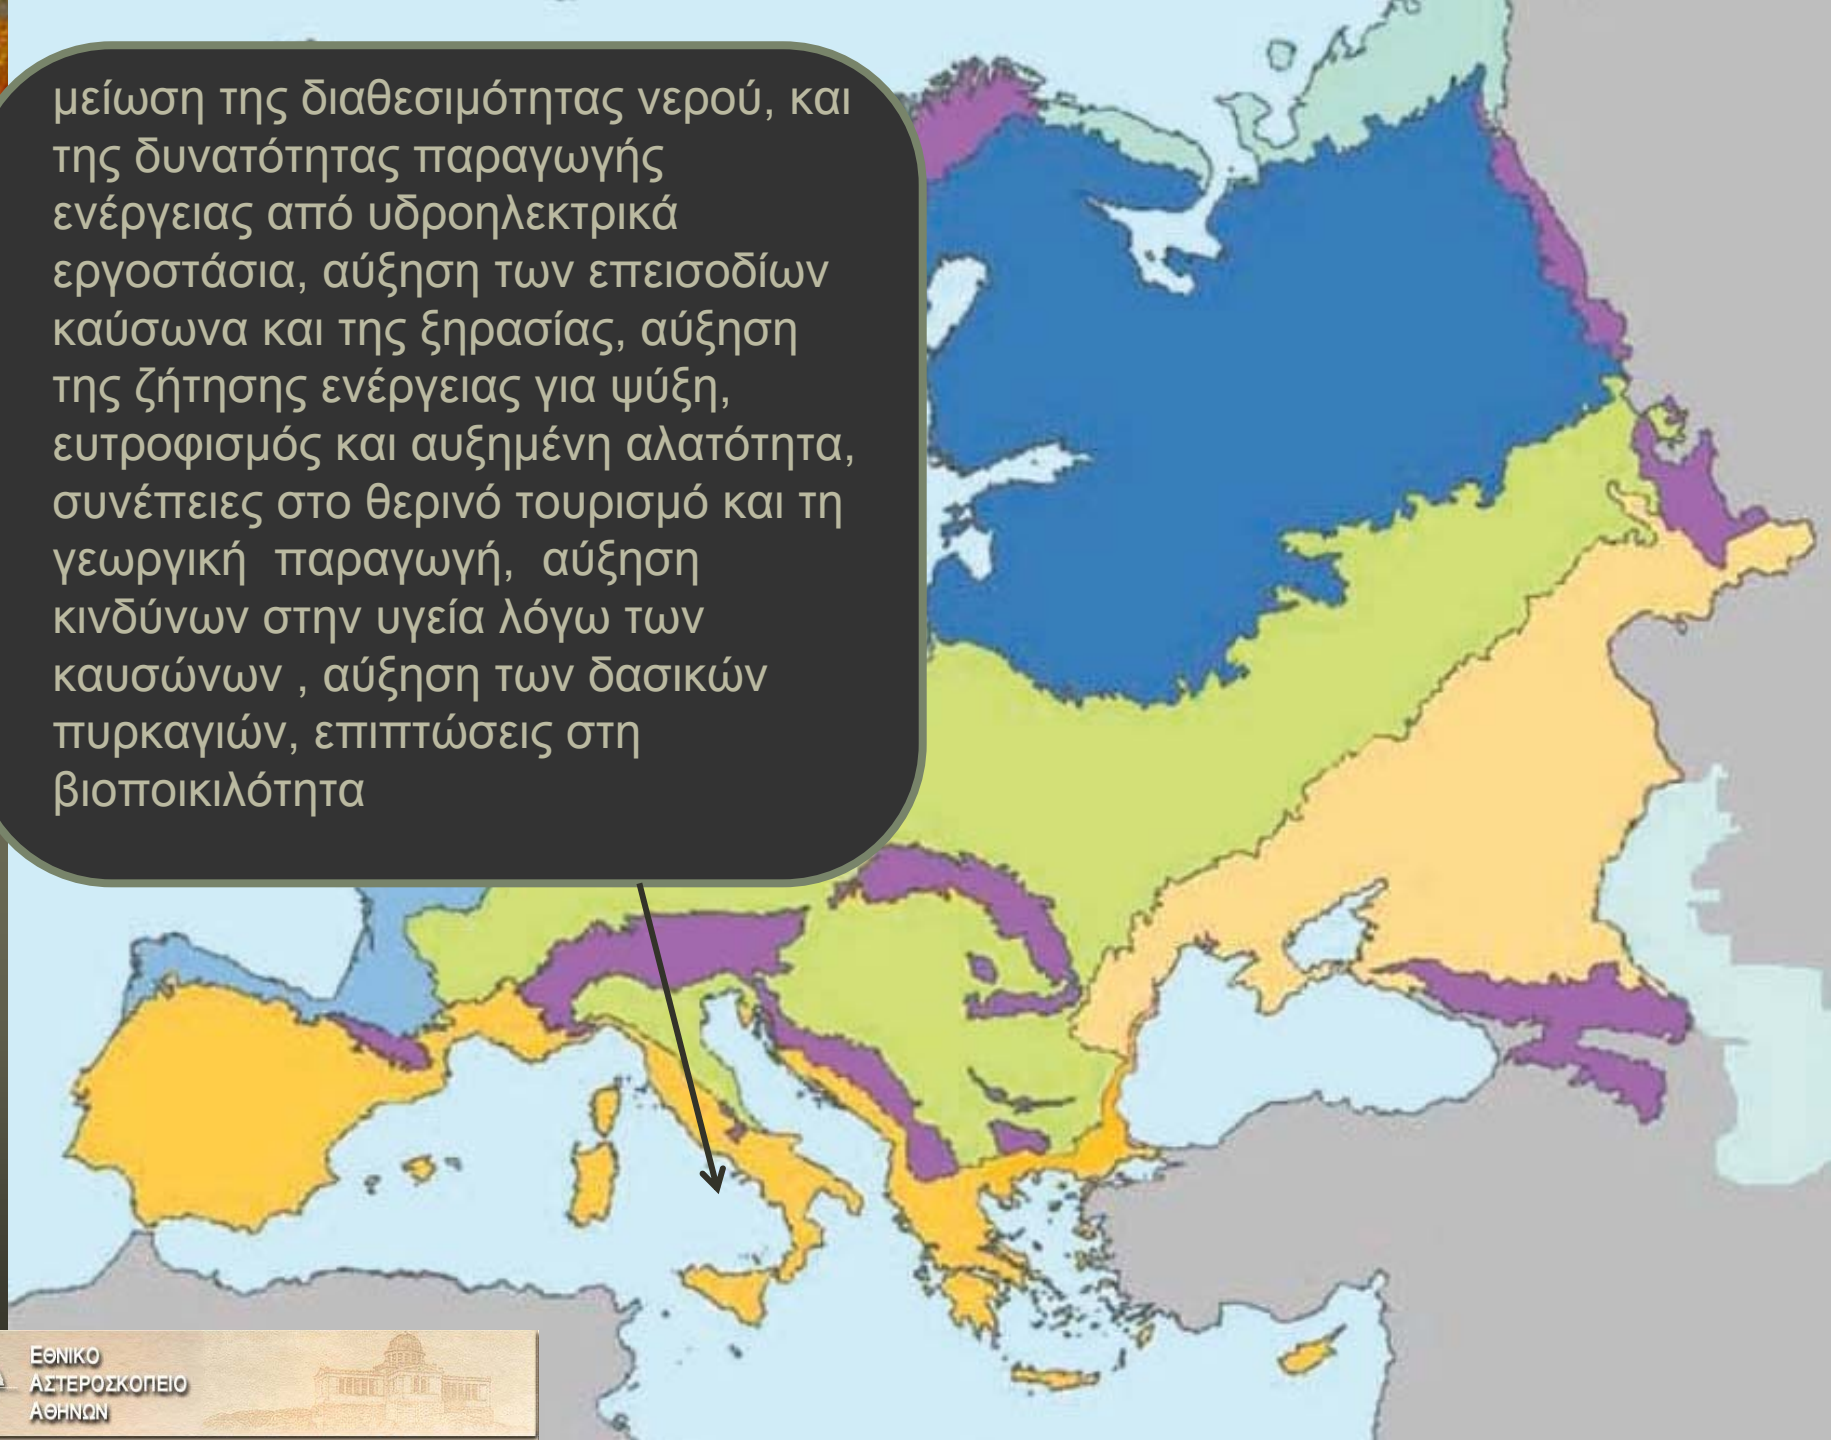 μείωση της διαθεσιμότητας νερού, και
της δυνατότητας παραγωγής
ενέργειας από υδροηλεκτρικά
εργοστάσια, αύξηση των επεισοδίων
καύσωνα και της ξηρασίας, αύξηση
της ζήτησης ενέργειας για ψύξη,
ευτροφισμός και αυξημένη αλατότητα,
συνέπειες στο θερινό τουρισμό και τη
γεωργική παραγωγή, αύξηση
κινδύνων στην υγεία λόγω των
καυσώνων , αύξηση των δασικών
πυρκαγιών, επιπτώσεις στη
βιοποικιλότητα
ΕΘΝΙΚΟ
ΑΣΤΕΡΟΣΚΟΠΕΙΟ
ΑΘΗΝΩΝ